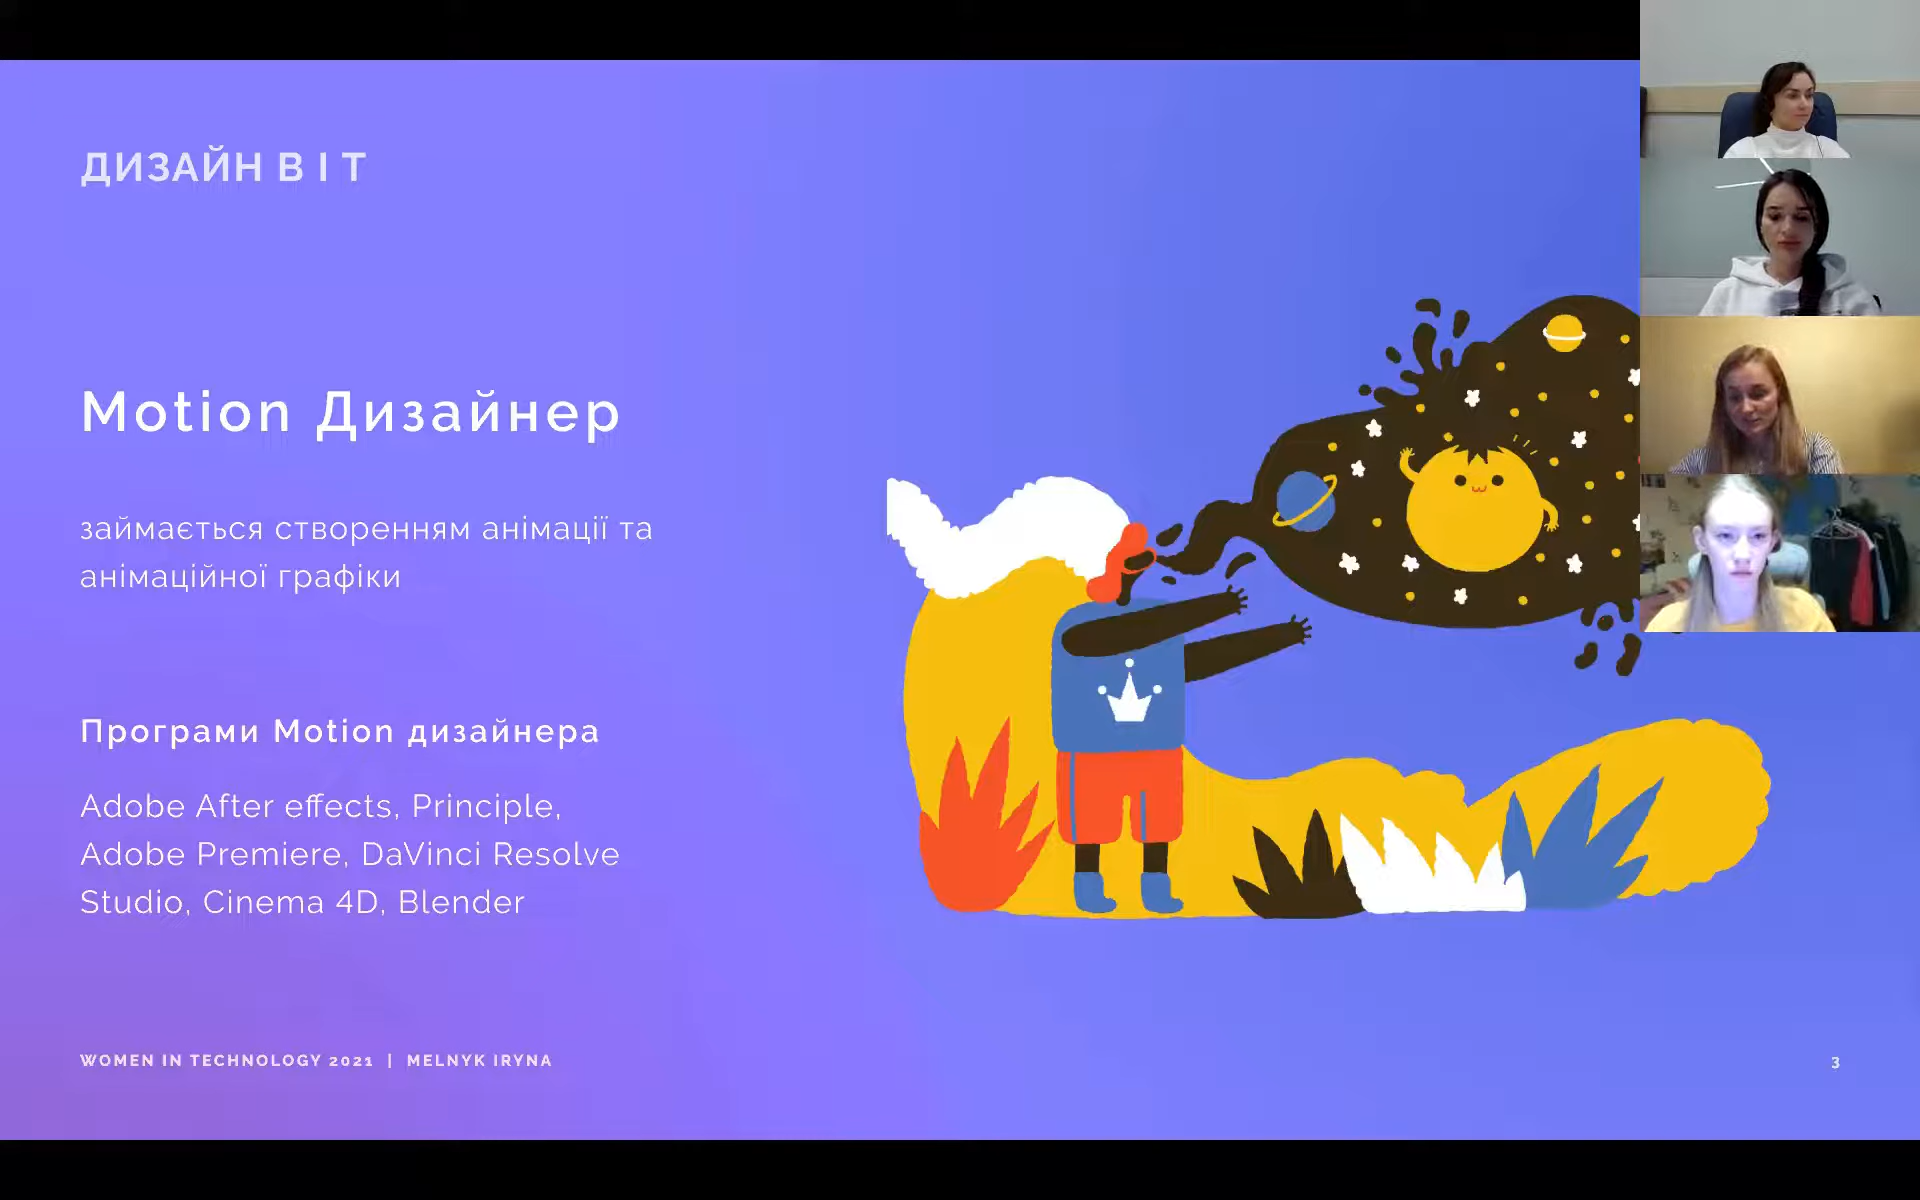 ДИЗАЙН В І Т
Motion Дизайнер
займається створенням анімації та
анімаційної графіки
Програми Motion дизайнера
Adobe After effects, Principle,
Adobe Premiere, DaVinci Resolve
Studio, Cinema 4D, Blender
WOMEN IN TECHNOLOGY 2021 | MELNYK IRYNA
3